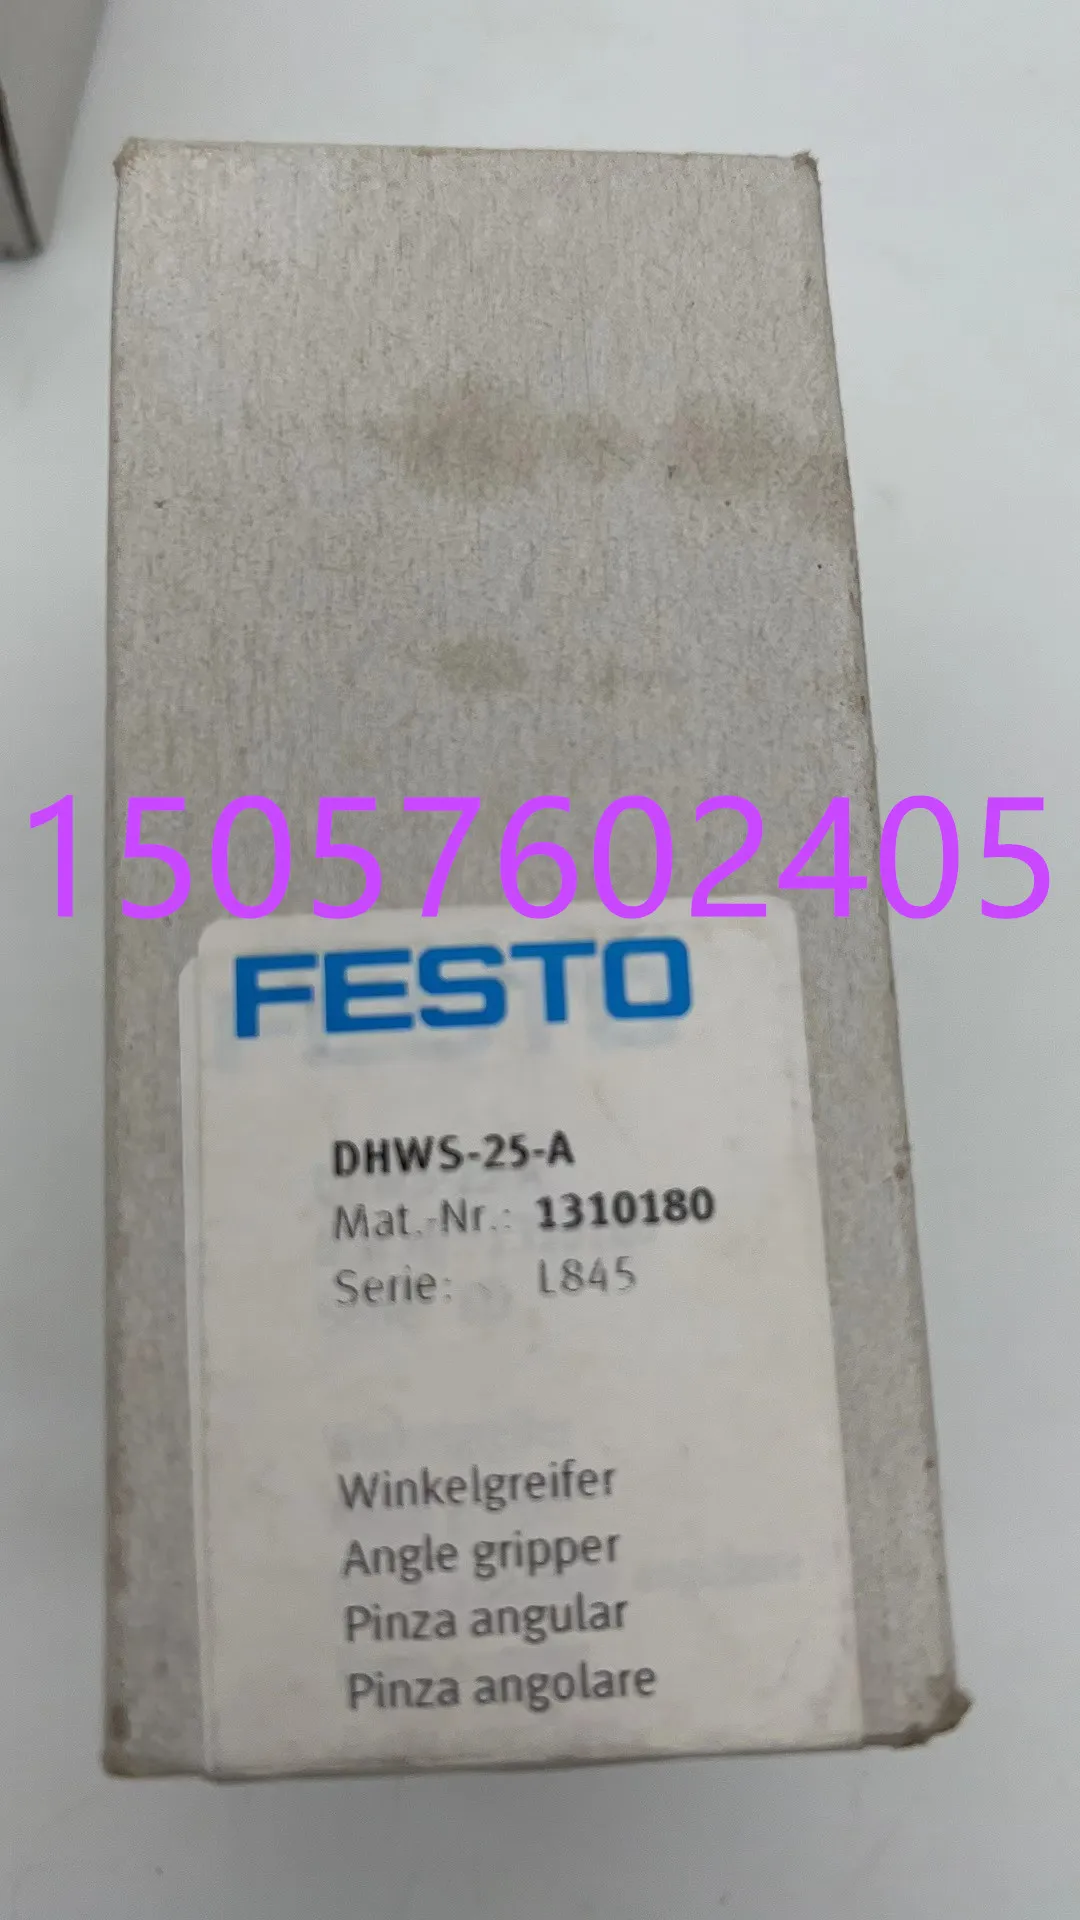 15057602405
FESTO
DHWS-25-A
Mat.-Nr.: 1310180
Serie: L845
Winkelgreifer
Angle gripper
Pinza angular
Pinza angolare